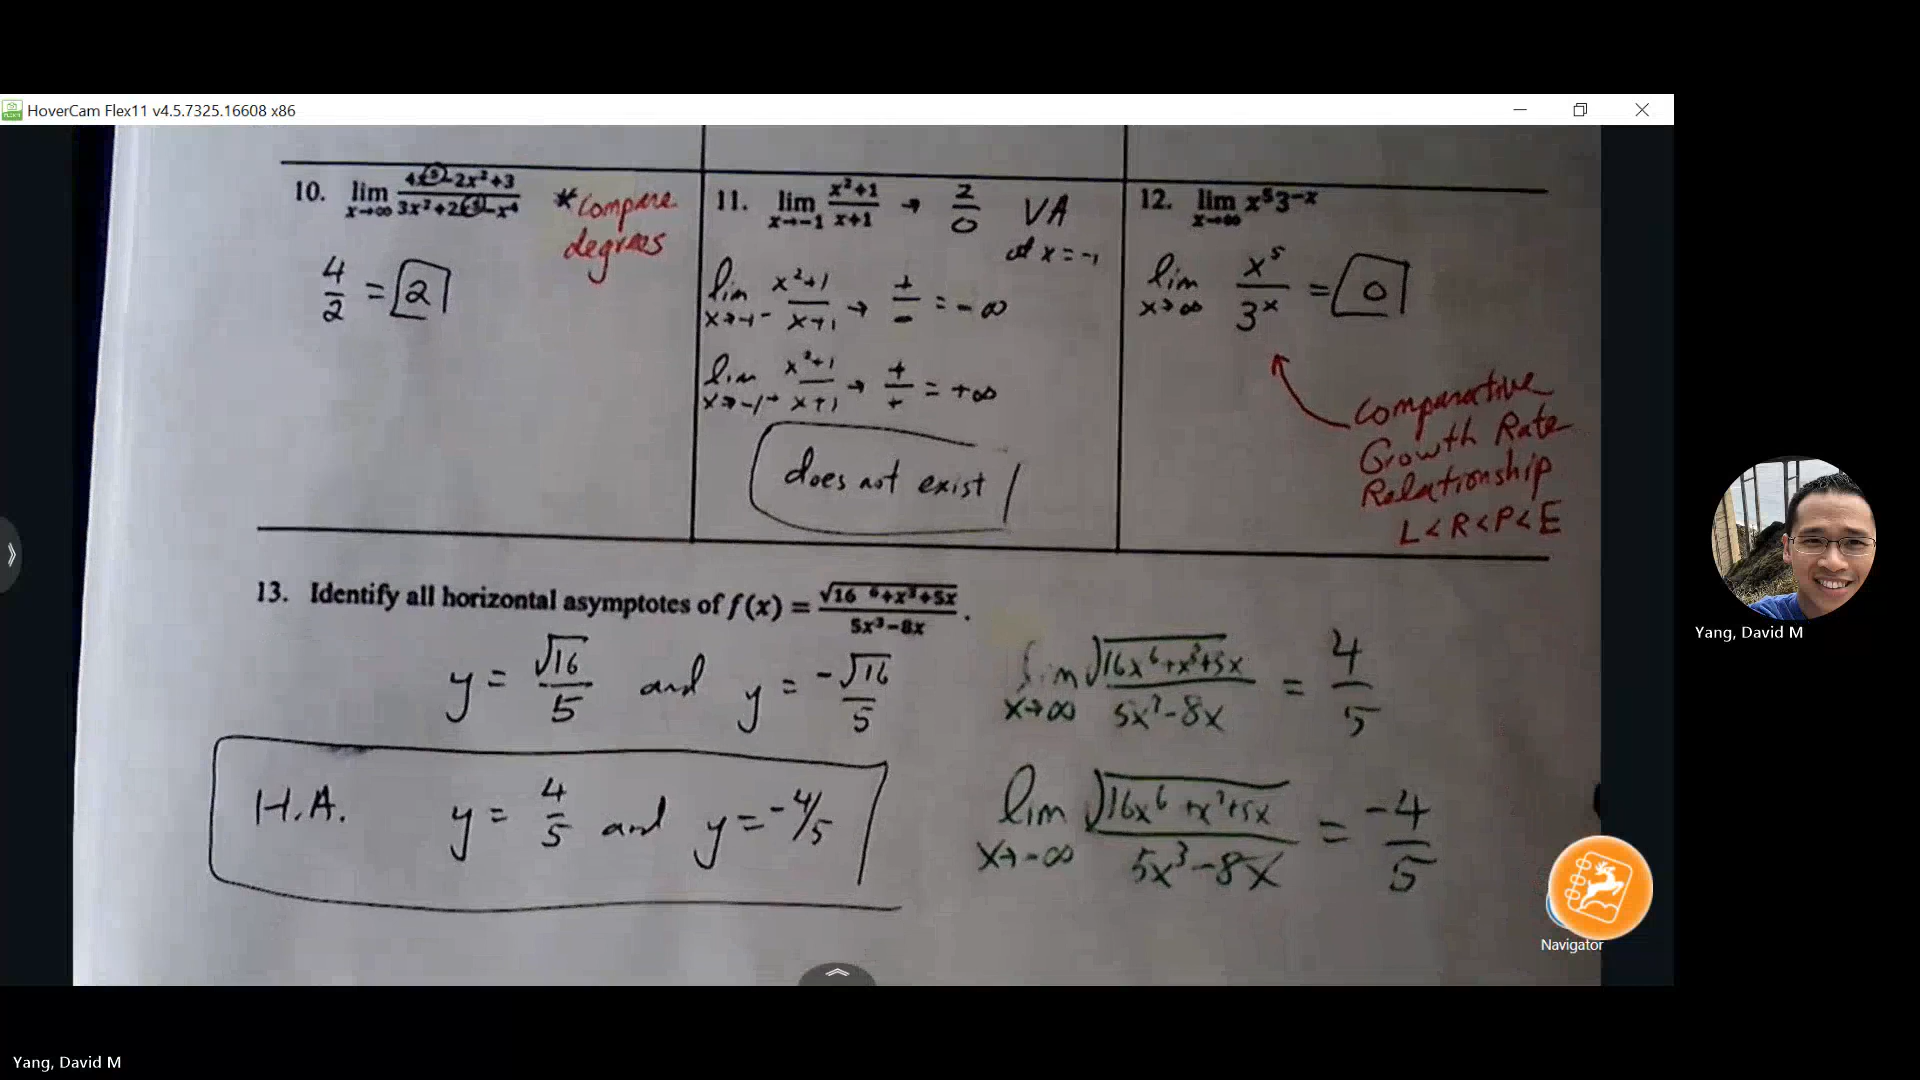 HoverCam Flex11 v4.5.7325.16608 x86
10. lim x→∞ 4x⁵-2x²+3 / 3x²+2x⁵-x⁴
*Compare
degrees
4/2 = 2
11. lim x→-1 x²+1 / x+1 → 2/0 VA
at x = -1
lim x→-1⁻ x²+1 / x+1 → +/- = -∞
lim x→-1⁺ x²+1 / x+1 → +/+ = +∞
does not exist
12. lim x→∞ x⁵3⁻ˣ
lim x→∞ x⁵ / 3ˣ = 0
Comparative
Growth Rate
Relationship
L<R<P<E
13. Identify all horizontal asymptotes of f(x) = √16 ⁶+x³+5x / 5x³-8x .
y = √16/5 and y = -√16/5
lim x→∞ √16x⁶+x³+5x / 5x³-8x = 4/5
H.A. y = 4/5 and y = -4/5
lim x→-∞ √16x⁶+x³+5x / 5x³-8x = -4/5
Navigator
Yang, David M
Yang, David M